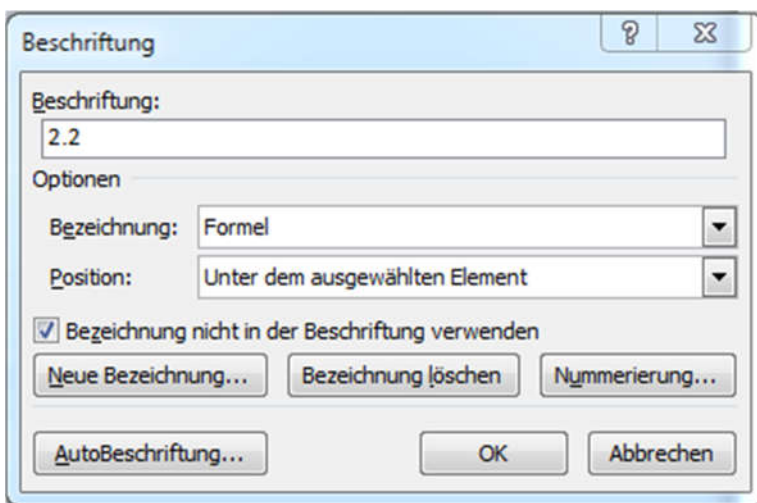 Beschriftung
Beschriftung:
2.2
Optionen
Bezeichnung: Formel
Position: Unter dem ausgewählten Element
Bezeichnung nicht in der Beschriftung verwenden
Neue Bezeichnung... Bezeichnung löschen Nummerierung...
AutoBeschriftung... OK Abbrechen